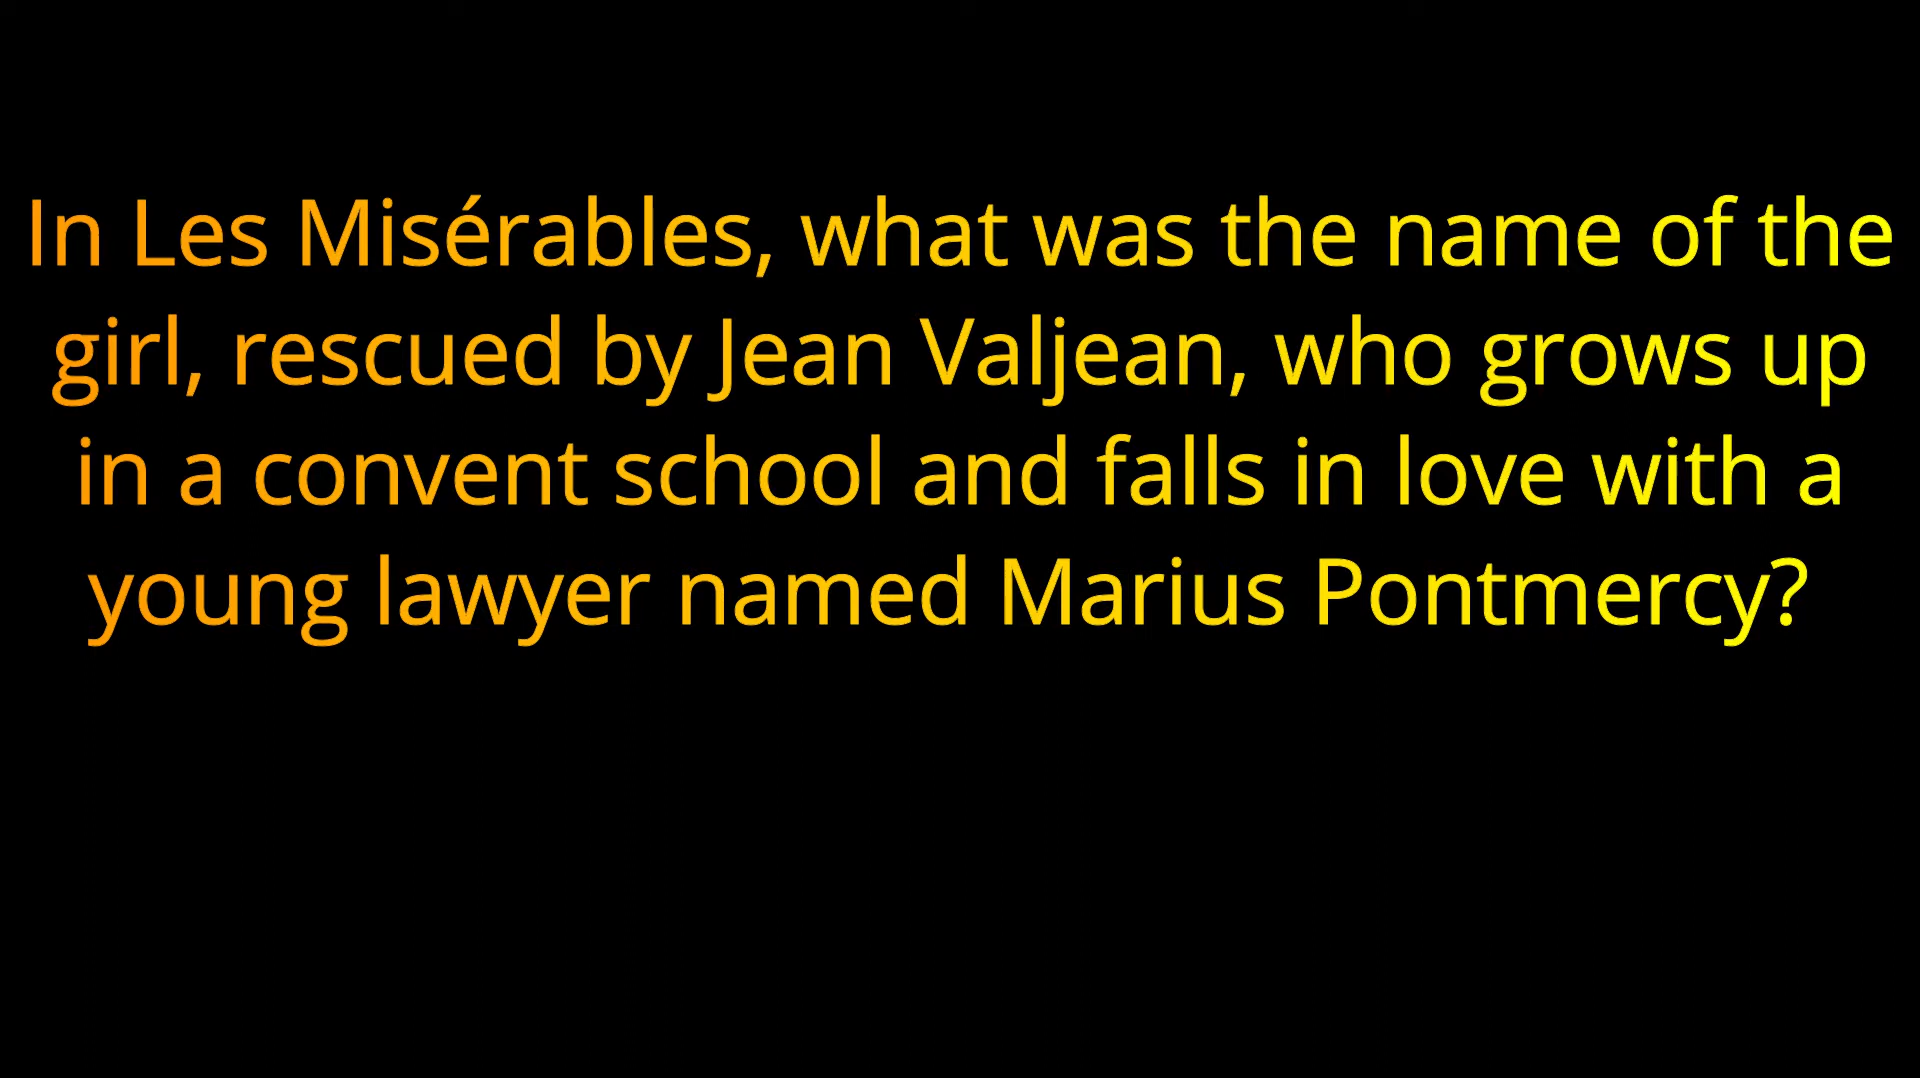 In Les Misérables, what was the name of the
girl, rescued by Jean Valjean, who grows up
in a convent school and falls in love with a
young lawyer named Marius Pontmercy?